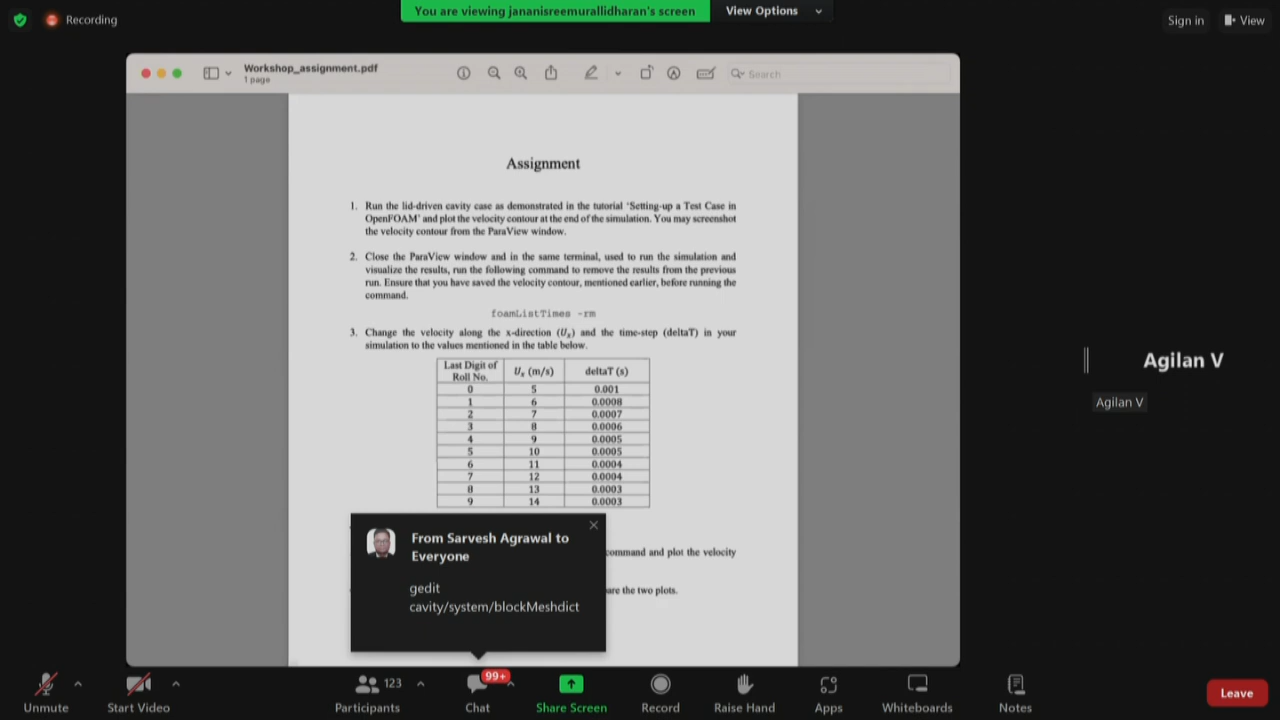 Recording
You are viewing jananisreemurallidharan's screen
View Options
Sign in
View
Workshop_assignment.pdf
1 page
Search
Assignment
1. Run the lid-driven cavity case as demonstrated in the tutorial 'Setting-up a Test Case in
OpenFOAM' and plot the velocity contour at the end of the simulation. You may screenshot
the velocity contour from the ParaView window.
2. Close the ParaView window and in the same terminal, used to run the simulation and
visualize the results, run the following command to remove the results from the previous
run. Ensure that you have saved the velocity contour, mentioned earlier, before running the
command.
foamListTimes -rm
3. Change the velocity along the x-direction (Ux) and the time-step (deltaT) in your
simulation to the values mentioned in the table below.
Last Digit of Roll No. Ux (m/s) deltaT (s)
0 5 0.001
1 6 0.0008
2 7 0.0007
3 8 0.0006
4 9 0.0005
5 10 0.0005
6 11 0.0004
7 12 0.0004
8 13 0.0003
9 14 0.0003
command and plot the velocity
are the two plots.
From Sarvesh Agrawal to
Everyone
gedit
cavity/system/blockMeshdict
Agilan V
Agilan V
Unmute
Start Video
123
Participants
99+
Chat
Share Screen
Record
Raise Hand
Apps
Whiteboards
Notes
Leave